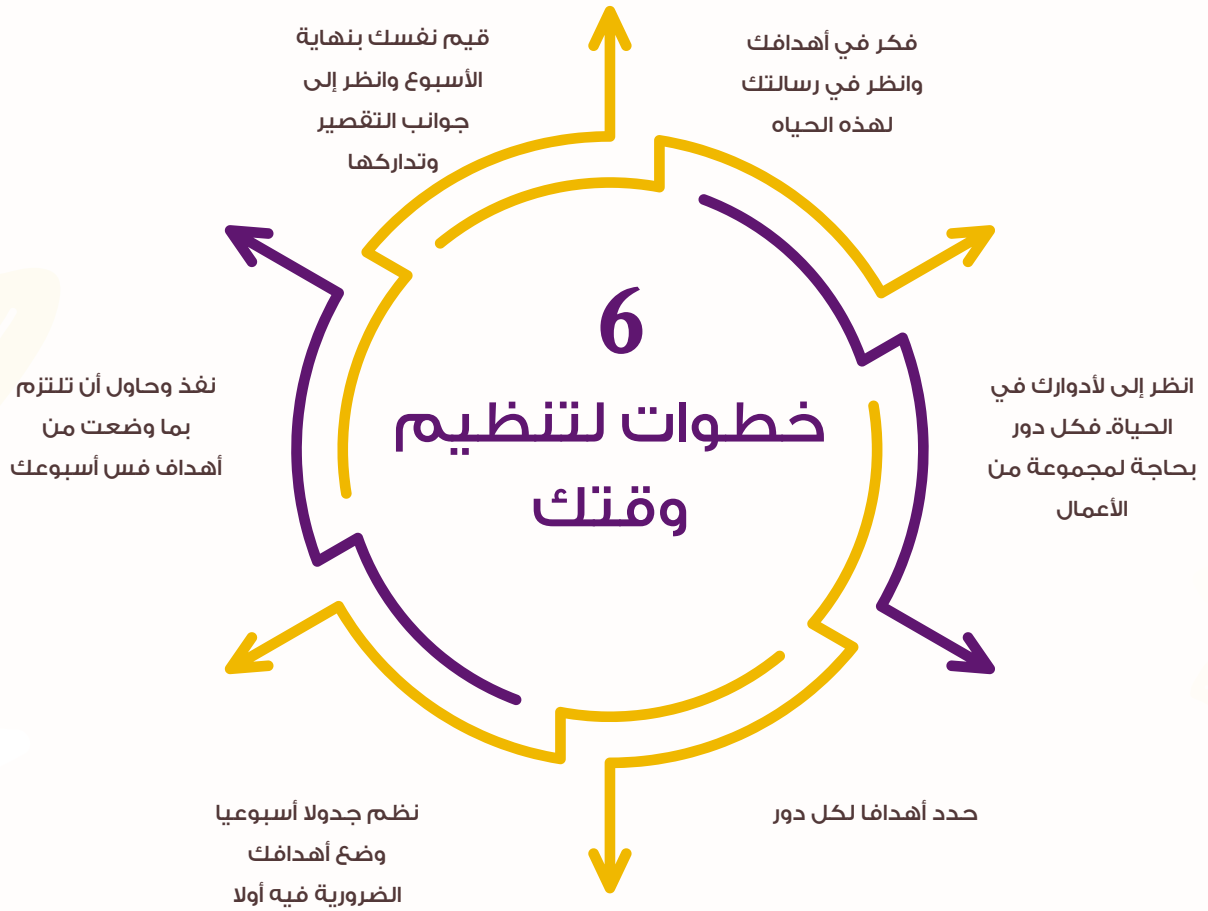 6
خطوات لتنظيم
وقتك
فكر في أهدافك
وانظر في رسالتك
لهذه الحياه
انظر إلى لأدوارك في
الحياة. فكل دور
بحاجة لمجموعة من
الأعمال
حدد أهدافا لكل دور
نظم جدولا أسبوعيا
وضع أهدافك
الضرورية فيه أولا
نفذ وحاول أن تلتزم
بما وضعت من
أهداف فس أسبوعك
قيم نفسك بنهاية
الأسبوع وانظر إلى
جوانب التقصير
وتداركها